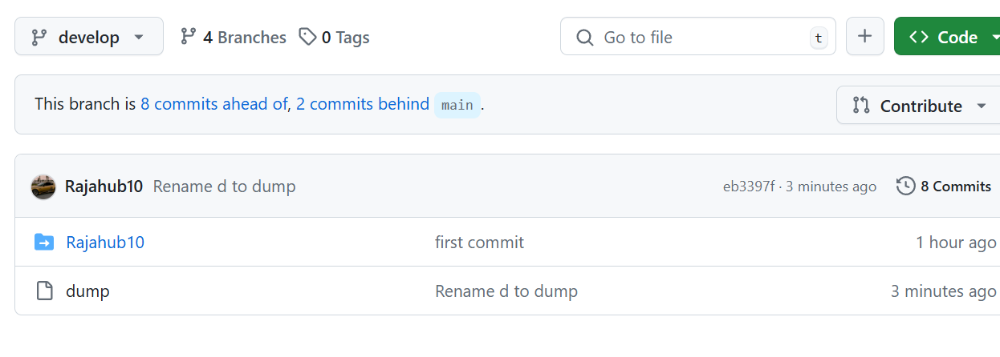 develop 4 Branches 0 Tags Go to file t Code
This branch is 8 commits ahead of, 2 commits behind main.
Contribute
Rajahub10 Rename d to dump eb3397f · 3 minutes ago 8 Commits
Rajahub10 first commit 1 hour ago
dump Rename d to dump 3 minutes ago